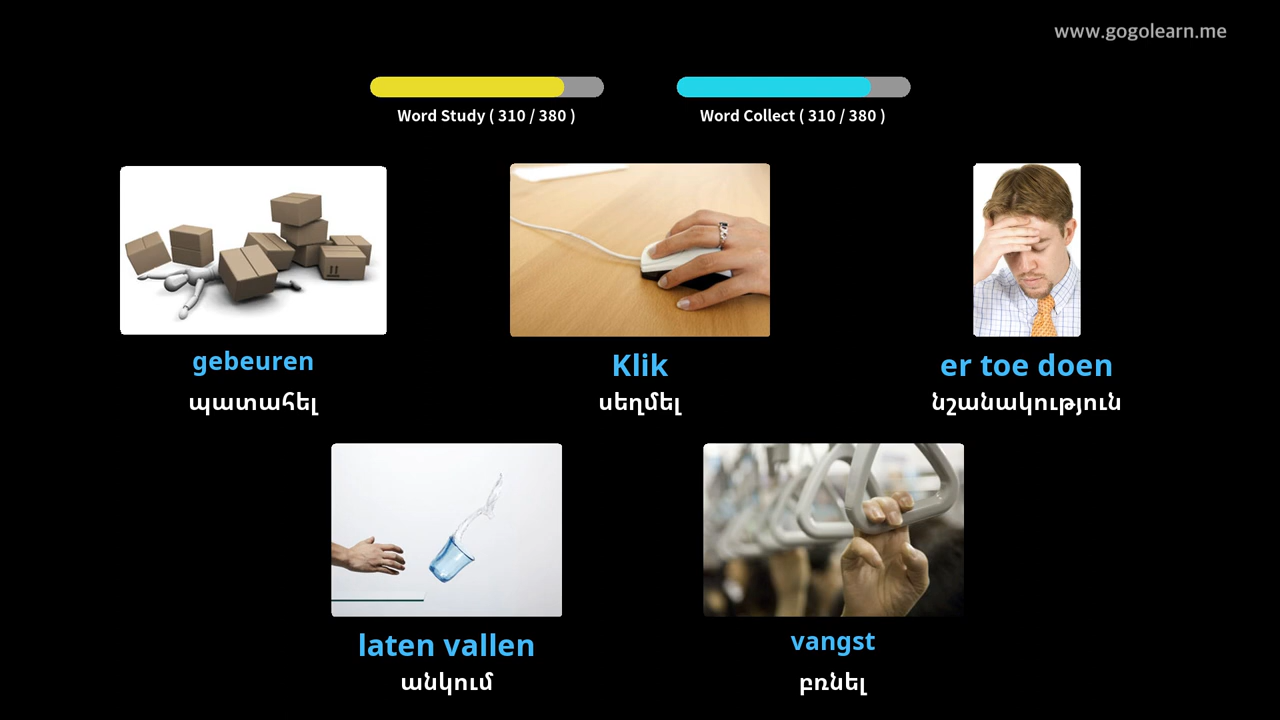 www.gogolearn.me
Word Study ( 310 / 380 )
Word Collect ( 310 / 380 )
gebeuren
պատահել
Klik
սեղմել
er toe doen
նշանակություն
laten vallen
անկում
vangst
բռնել